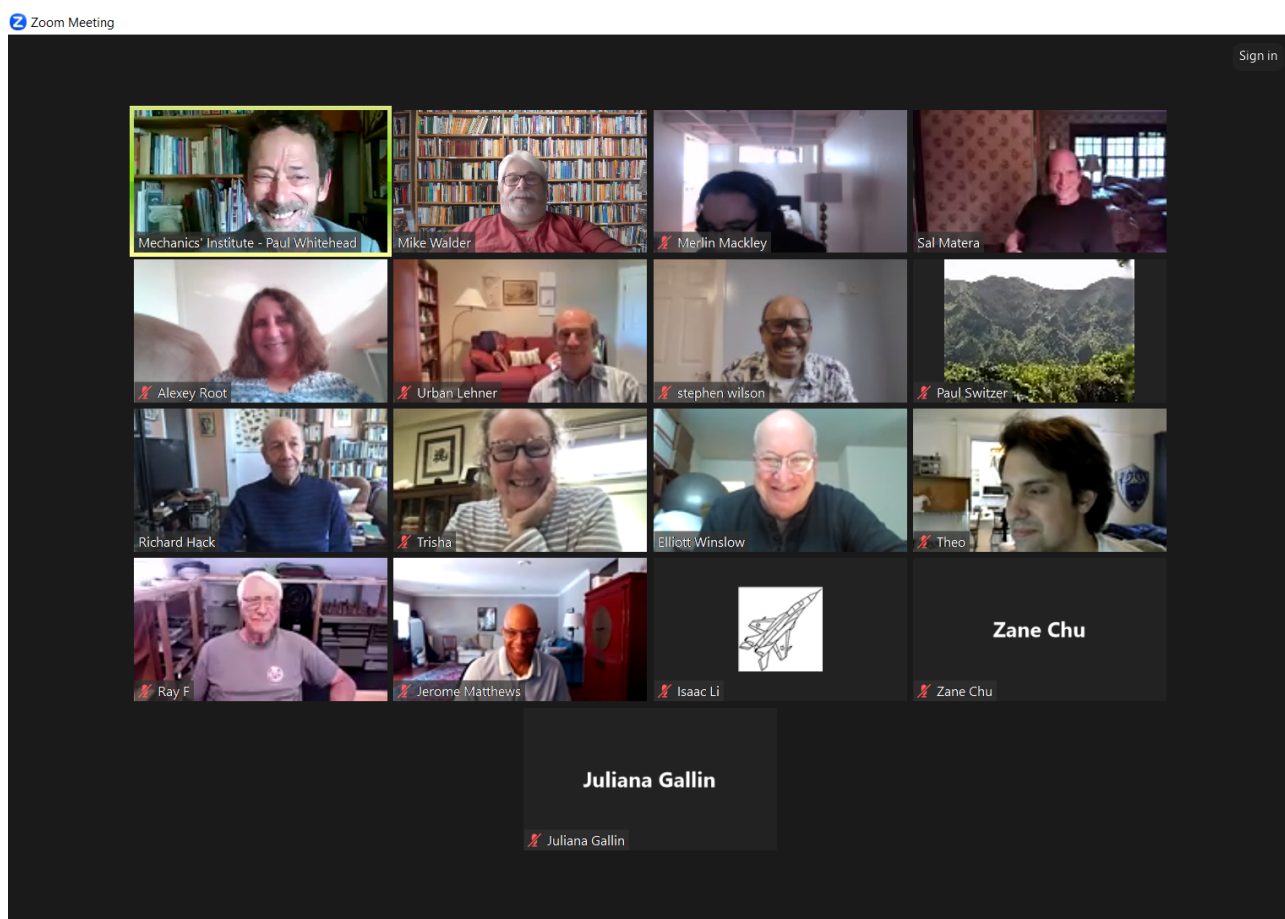 Zoom Meeting
Sign in
Mechanics' Institute - Paul Whitehead
Mike Walder
Merlin Mackley
Sal Matera
Alexey Root
Urban Lehner
stephen wilson
Paul Switzer
Richard Hack
Trisha
Elliott Winslow
Theo
Ray F
Jerome Matthews
Isaac Li
Zane Chu
Zane Chu
Juliana Gallin
Juliana Gallin